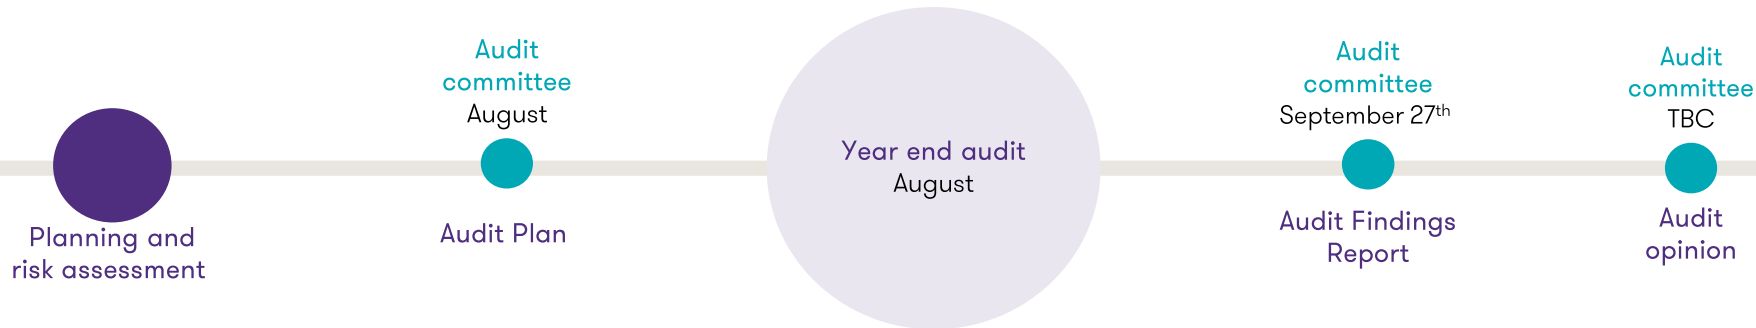 Planning and
risk assessment
Audit
committee
August
Audit Plan
Year end audit
August
Audit
committee
September 27th
Audit Findings
Report
Audit
committee
TBC
Audit
opinion